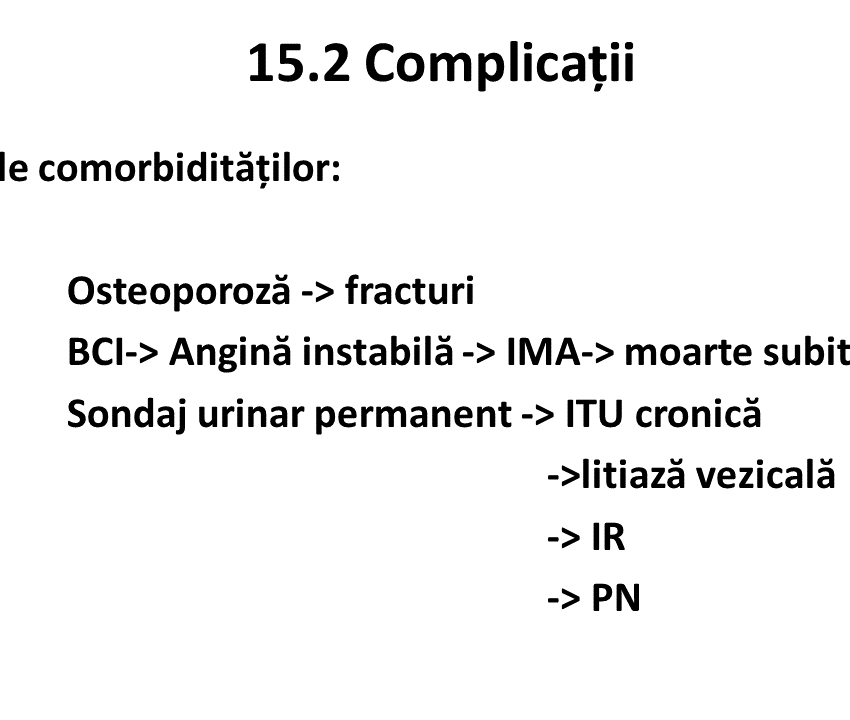 15.2 Complicații
le comorbidităților:
Osteoporoză -> fracturi
BCI-> Angină instabilă -> IMA-> moarte subit
Sondaj urinar permanent -> ITU cronică
->litiază vezicală
-> IR
-> PN